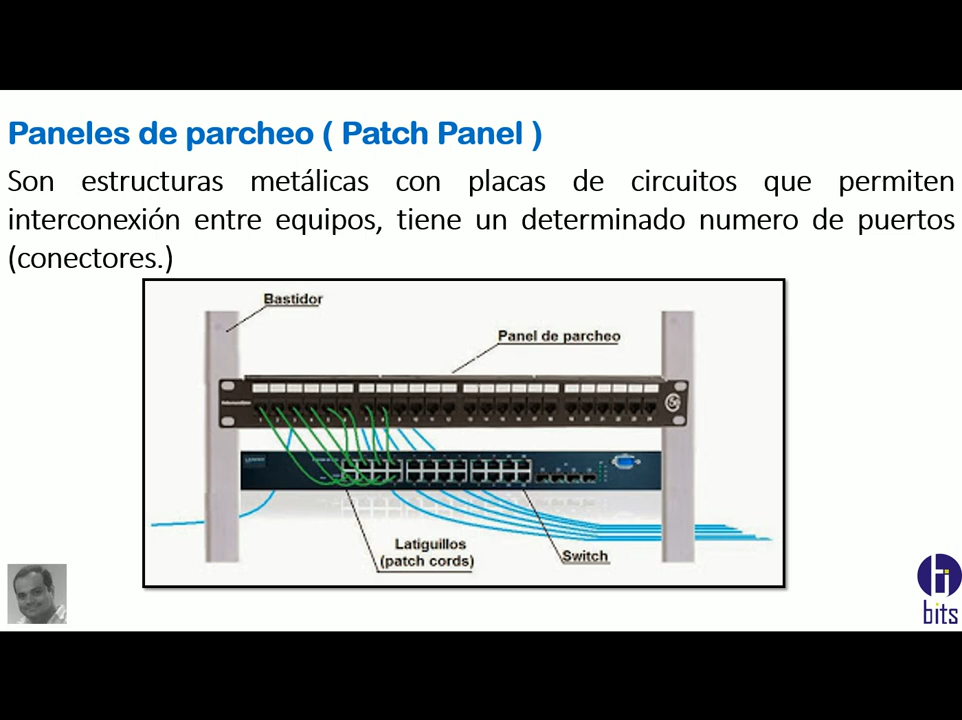 Paneles de parcheo ( Patch Panel )
Son estructuras metálicas con placas de circuitos que permiten
interconexión entre equipos, tiene un determinado numero de puertos
(conectores.)
Bastidor
Panel de parcheo
Latiguillos
(patch cords)
Switch
bits